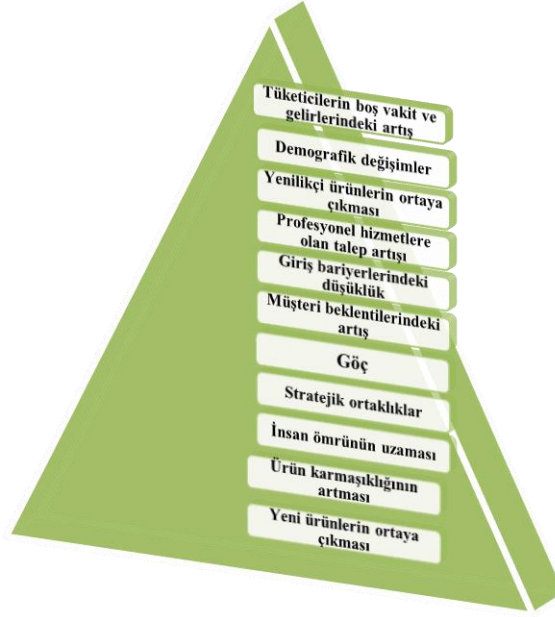 Tüketicilerin boş vakit ve
gelirlerindeki artış
Demografik değişimler
Yenilikçi ürünlerin ortaya
çıkması
Profesyonel hizmetlere
olan talep artışı
Giriş bariyerlerindeki
düşüklük
Müşteri beklentilerindeki
artış
Göç
Stratejik ortaklıklar
İnsan ömrünün uzaması
Ürün karmaşıklığının
artması
Yeni ürünlerin ortaya
çıkması